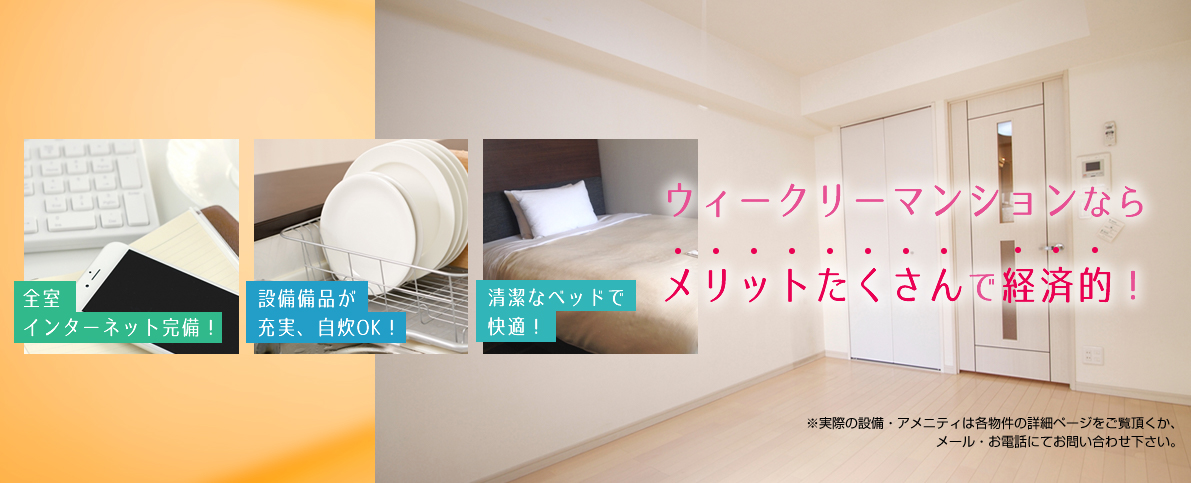 ウィークリーマンションなら
メリットたくさんで経済的！
全室
インターネット完備！
設備備品が
充実、自炊OK！
清潔なベッドで
快適！
※実際の設備・アメニティは各物件の詳細ページをご覧頂くか、
メール・お電話にてお問い合わせ下さい。